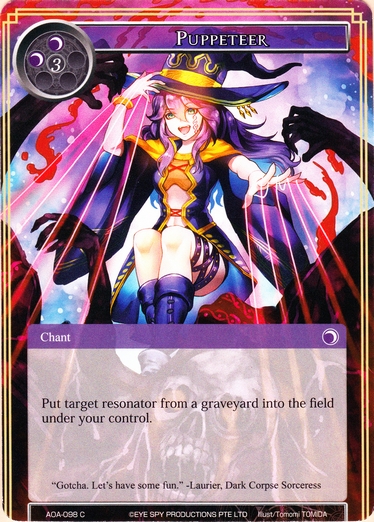 Puppeteer
3
Chant
Put target resonator from a graveyard into the field
under your control.
“Gotcha. Let's have some fun.” -Laurier, Dark Corpse Sorceress
AOA-098 C ©EYE SPY PRODUCTIONS PTE LTD Illust/Tomomi TOMIDA